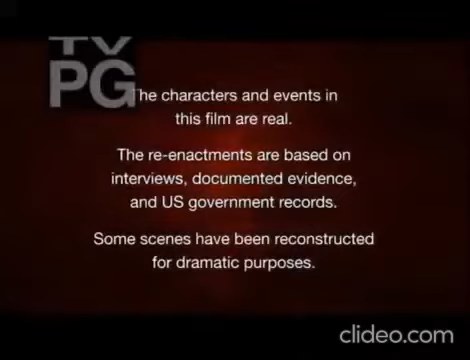 TV
PG
The characters and events in
this film are real.
The re-enactments are based on
interviews, documented evidence,
and US government records.
Some scenes have been reconstructed
for dramatic purposes.
clideo.com